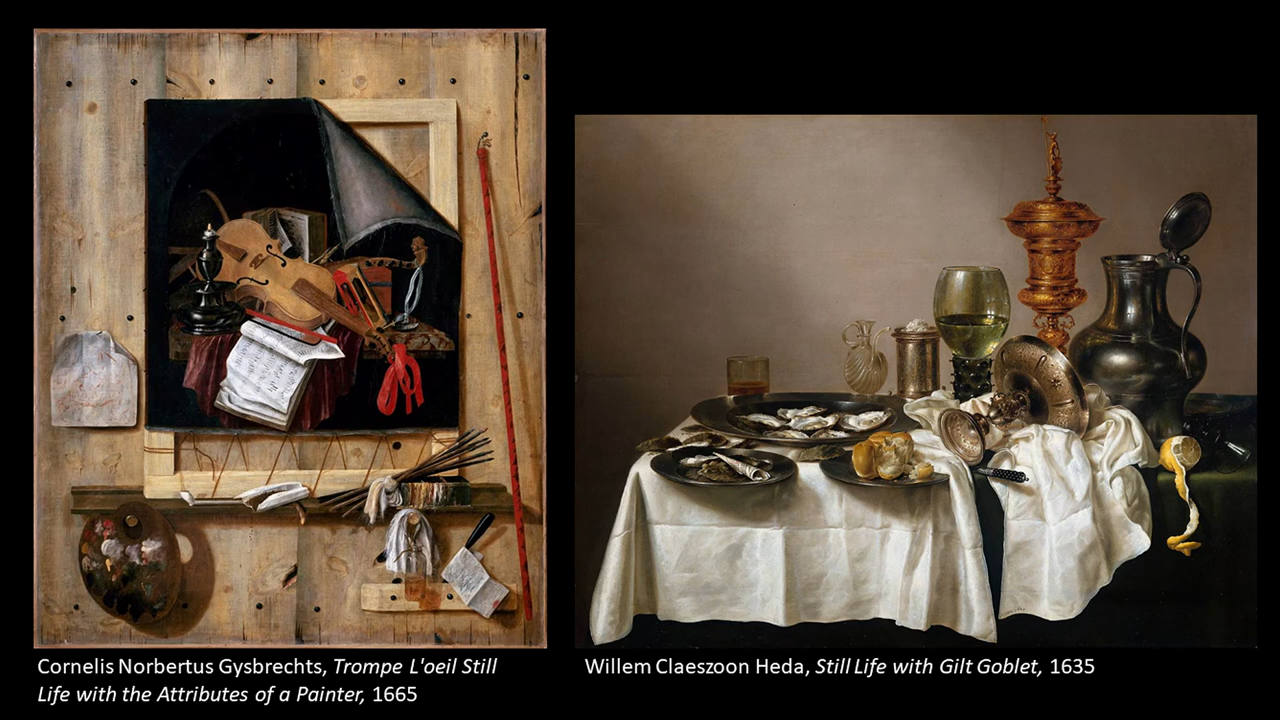 Cornelis Norbertus Gysbrechts, Trompe L'oeil Still
Life with the Attributes of a Painter, 1665
Willem Claeszoon Heda, Still Life with Gilt Goblet, 1635